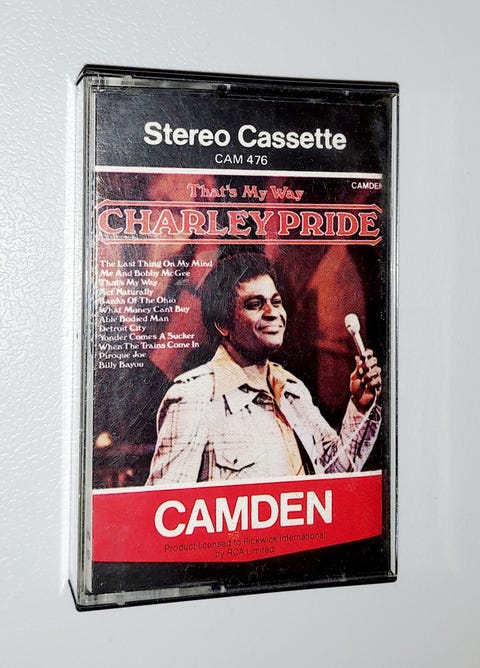 Stereo Cassette
CAM 476
That's My Way
CAMDEN
CHARLEY PRIDE
The Last Thing On My Mind
Me And Bobby McGee
That's My Way
Act Naturally
Banks Of The Ohio
What Money Can't Buy
Able Bodied Man
Detroit City
Yonder Comes A Sucker
When The Trains Come In
Piroque Joe
Billy Bayou
CAMDEN
Product licensed to Pickwick International
by RCA Limited